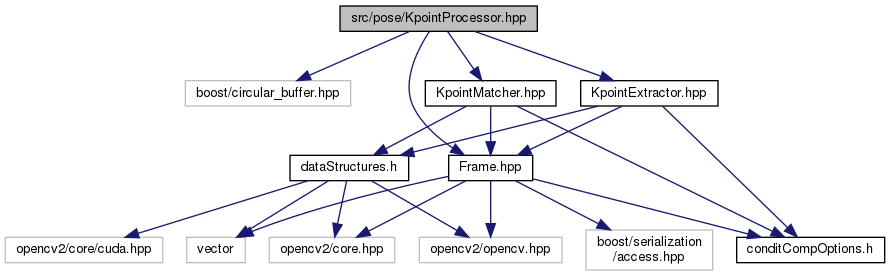 src/pose/KpointProcessor.hpp
boost/circular_buffer.hpp
KpointMatcher.hpp
KpointExtractor.hpp
dataStructures.h
Frame.hpp
opencv2/core/cuda.hpp
vector
opencv2/core.hpp
opencv2/opencv.hpp
boost/serialization
/access.hpp
conditCompOptions.h